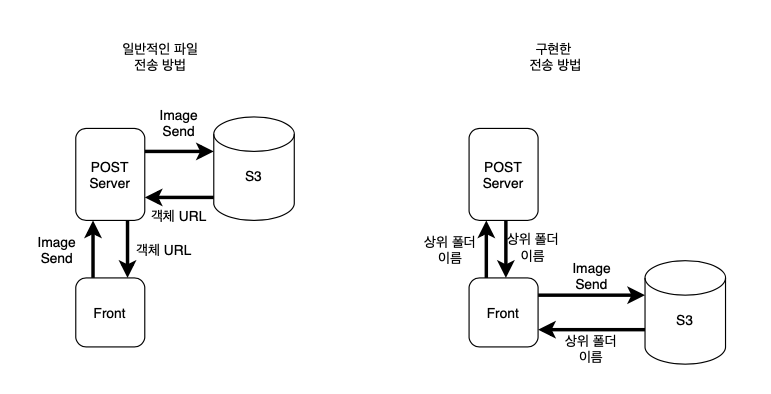 일반적인 파일
전송 방법
Image
Send
POST
Server
S3
객체 URL
Image
Send
객체 URL
Front
구현한
전송 방법
POST
Server
상위 폴더
이름
상위 폴더
이름
Image
Send
Front
S3
상위 폴더
이름